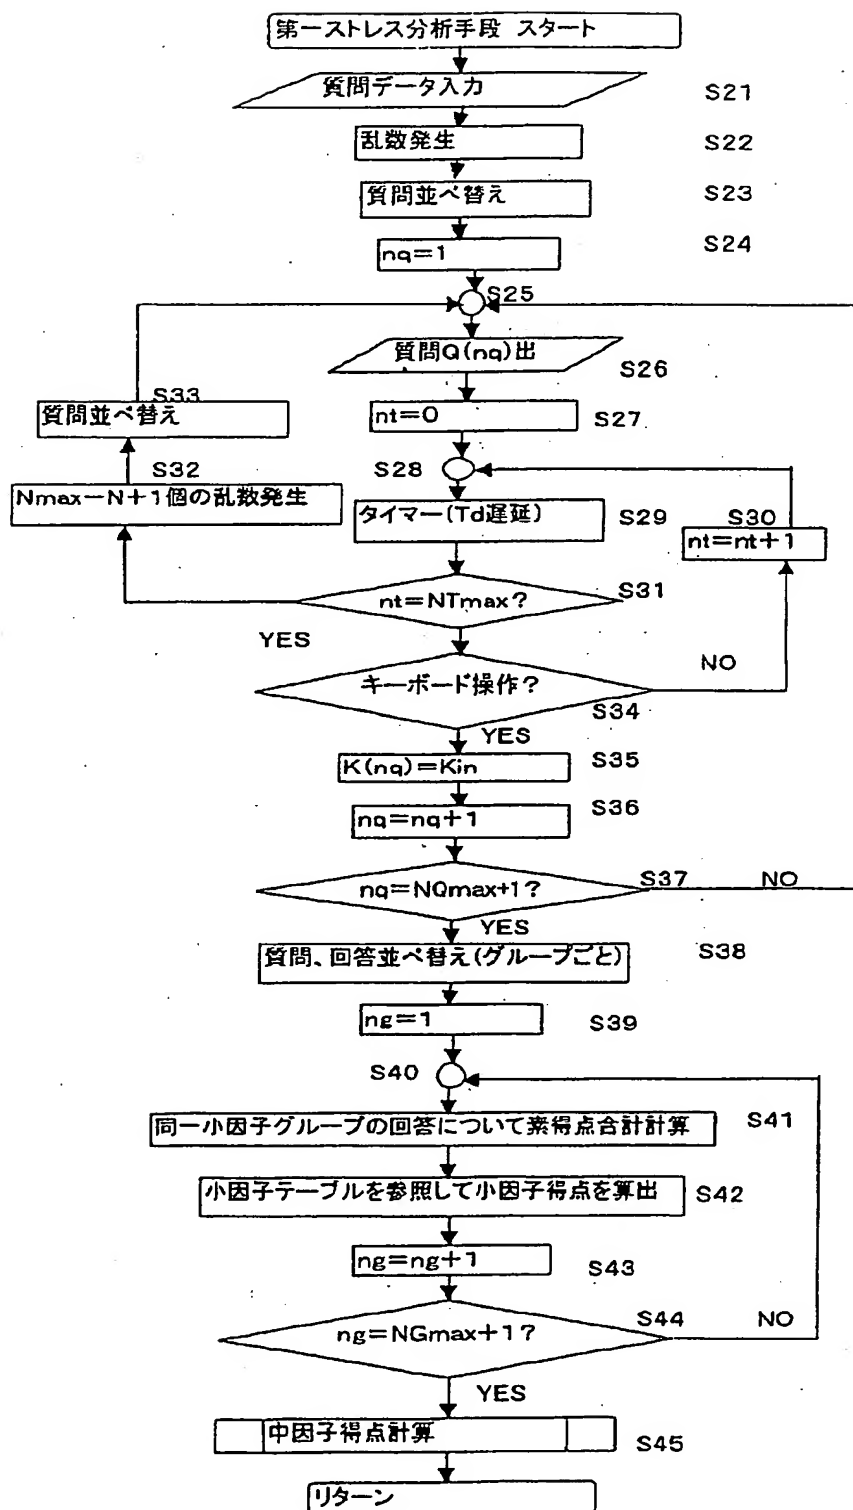 第一ストレス分析手段 スタート
質問データ入力
S21
乱数発生
S22
質問並べ替え
S23
nq=1
S24
S25
質問Q(nq)出
S26
S33
質問並べ替え
nt=0
S27
S32
Nmax-N+1個の乱数発生
S28
タイマー(Td遅延)
S29
S30
nt=nt+1
nt=NTmax?
S31
YES
キーボード操作?
NO
S34
YES
K(nq)=Kin
S35
nq=nq+1
S36
nq=NQmax+1?
S37
NO
YES
質問、回答並べ替え(グループごと)
S38
ng=1
S39
S40
同一小因子グループの回答について素得点合計計算
S41
小因子テーブルを参照して小因子得点を算出
S42
ng=ng+1
S43
ng=NGmax+1?
S44
NO
YES
中因子得点計算
S45
リターン